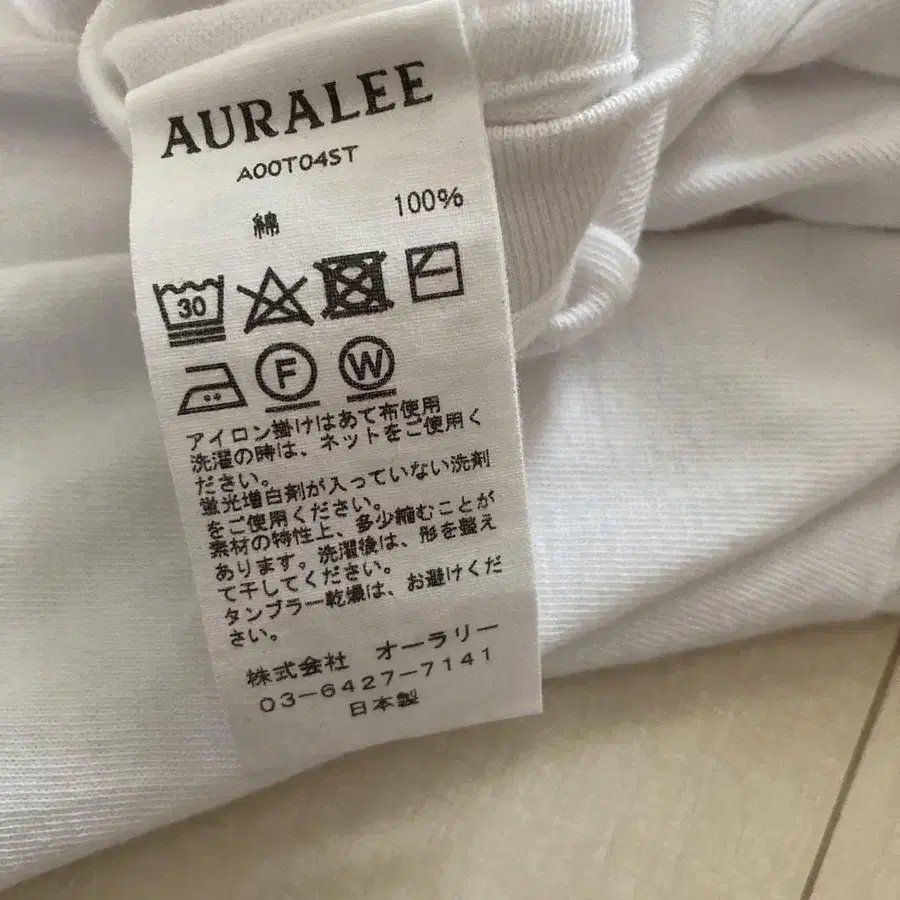 AURALEE
A00T04ST
綿 100%
30
F W
アイロン掛けはあて布使用
洗濯の時は、ネットをご使用く
ださい。
蛍光増白剤が入っていない洗剤
をご使用ください。
素材の特性上、多少縮むことが
あります。洗濯後は、形を整え
て干してください。
タンブラー乾燥は、お避けくだ
さい。
株式会社 オーラリー
03-6427-7141
日本製